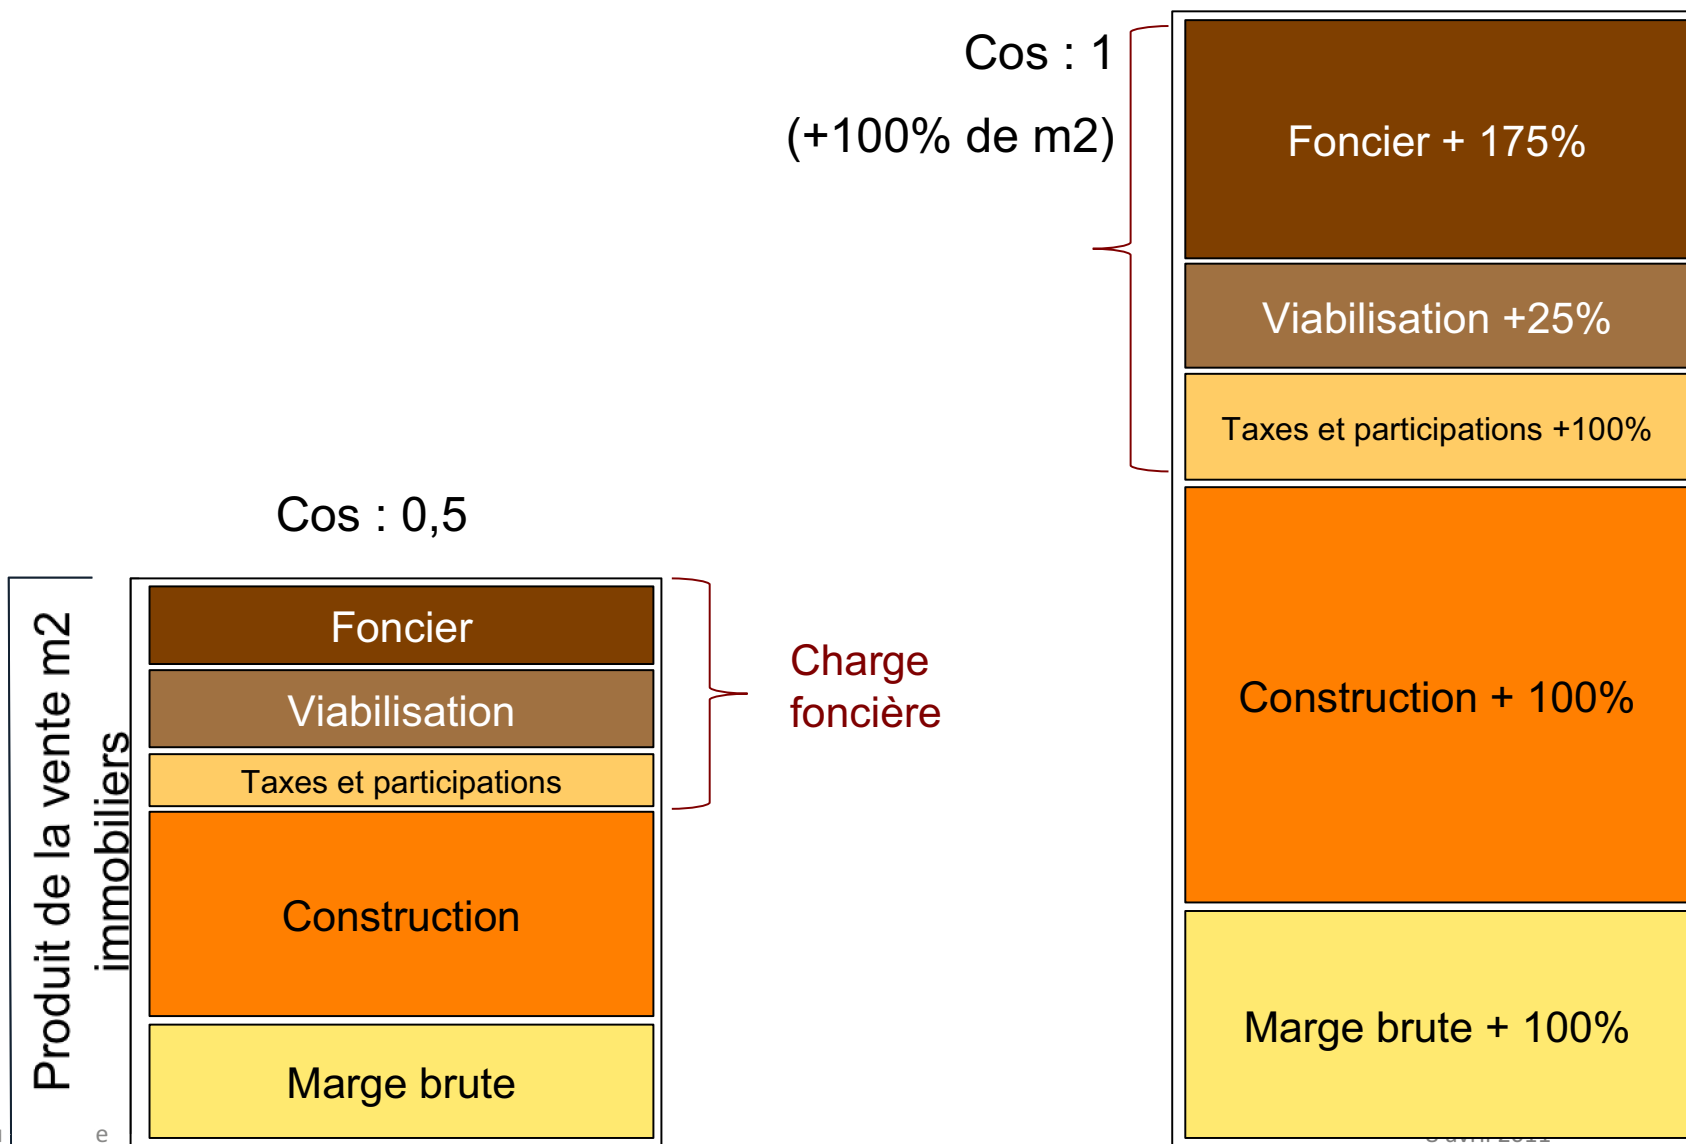 Cos : 1
(+100% de m2)
Foncier + 175%
Viabilisation +25%
Taxes et participations +100%
Construction + 100%
Marge brute + 100%
Cos : 0,5
Produit de la vente m2
immobiliers
Foncier
Viabilisation
Taxes et participations
Construction
Marge brute
Charge
foncière
e